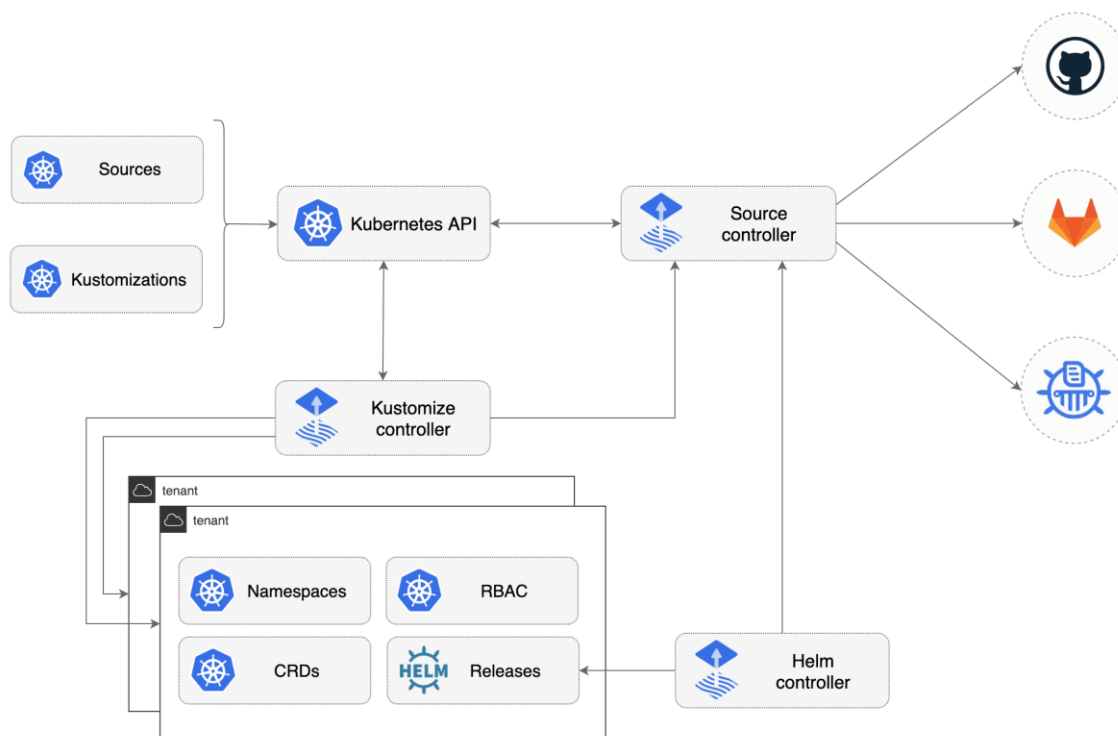 Sources
Kustomizations
Kubernetes API
Source
controller
Kustomize
controller
tenant
tenant
Namespaces
RBAC
CRDs
HELM
Releases
Helm
controller